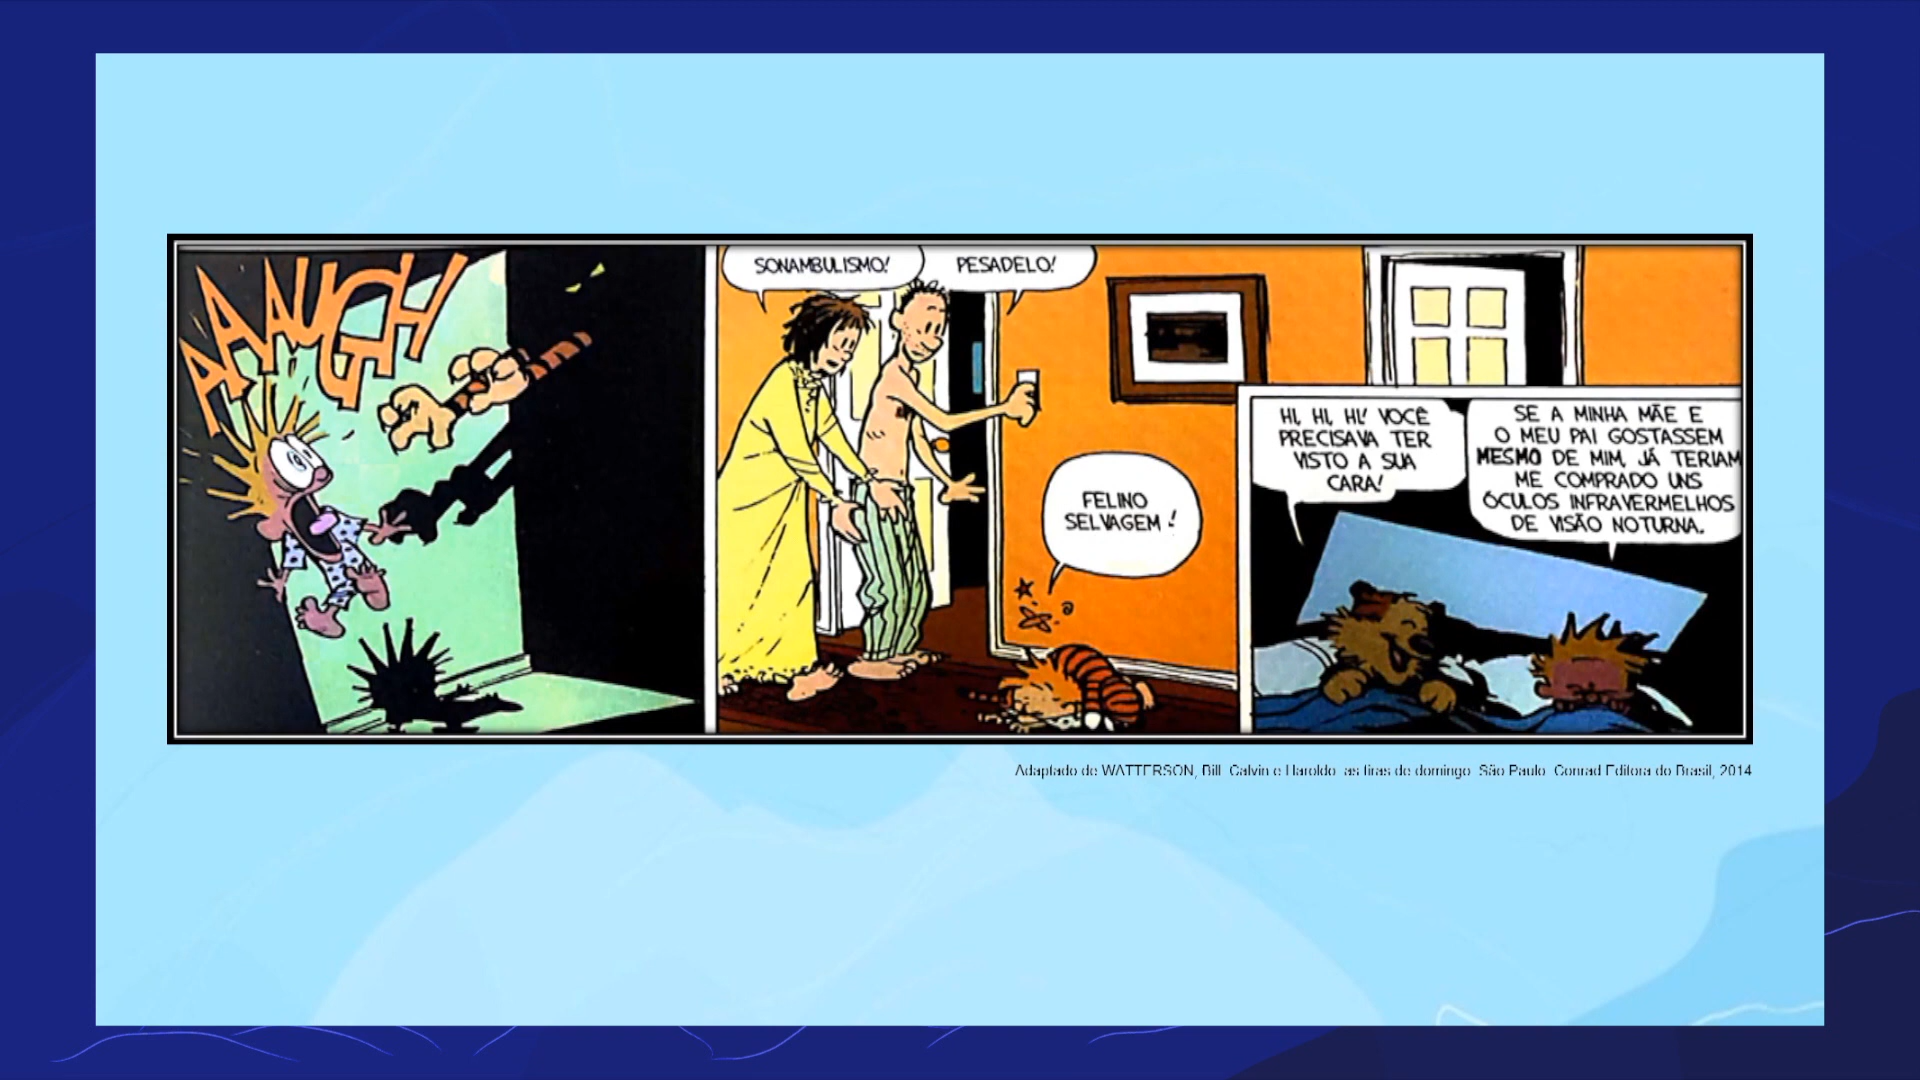 AAAUGH
SONAMBULISMO!
PESADELO!
FELINO
SELVAGEM!
HI, HI, HI! VOCÊ
PRECISAVA TER
VISTO A SUA
CARA!
SE A MINHA MÃE E
O MEU PAI GOSTASSEM
MESMO DE MIM, JÁ TERIAM
ME COMPRADO UNS
ÓCULOS INFRAVERMELHOS
DE VISÃO NOTURNA.
Adaptado de WATTERSON, Bill. Calvin e Haroldo: as tiras de domingo. São Paulo: Conrad Editora do Brasil, 2014